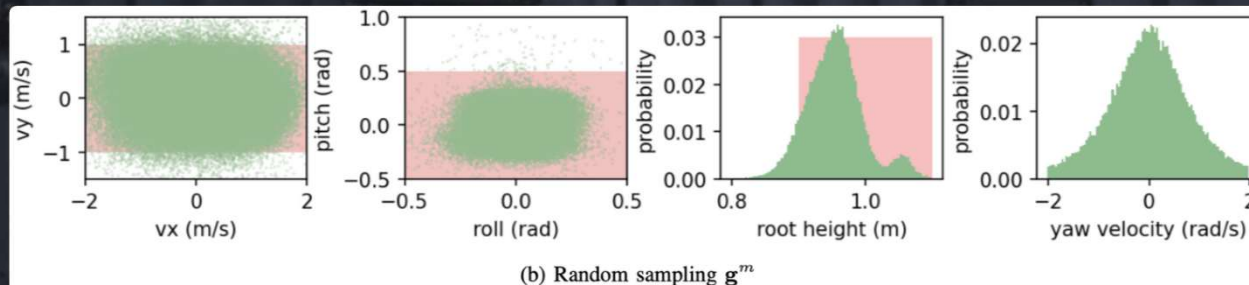 vy (m/s)
1
0
−1
−2
0
2
vx (m/s)
pitch (rad)
1.0
0.5
0.0
−0.5
−0.5
0.0
0.5
roll (rad)
probability
0.03
0.02
0.01
0.00
0.8
1.0
root height (m)
probability
0.02
0.01
0.00
−2
0
2
yaw velocity (rad/s)
(b) Random sampling gᵐ